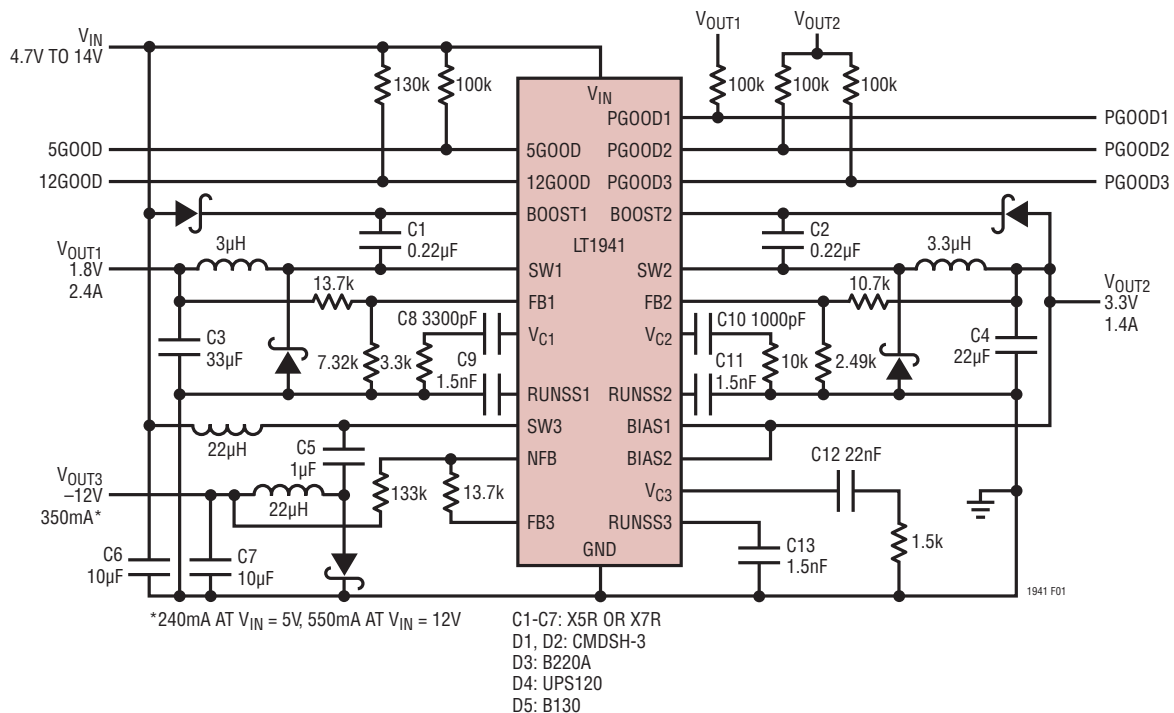 VOUT1
VOUT2
VIN
4.7V TO 14V
130k
100k
100k
100k
100k
VIN
PGOOD1
PGOOD1
5GOOD
5GOOD
PGOOD2
PGOOD2
12GOOD
12GOOD
PGOOD3
PGOOD3
BOOST1
BOOST2
LT1941
C1
0.22µF
C2
0.22µF
VOUT1
1.8V
2.4A
3µH
SW1
SW2
3.3µH
13.7k
FB1
FB2
10.7k
VOUT2
3.3V
1.4A
C8 3300pF
VC1
VC2
C10 1000pF
C3
33µF
7.32k
3.3k
C9
1.5nF
C11
1.5nF
10k
2.49k
C4
22µF
RUNSS1
RUNSS2
22µH
SW3
BIAS1
C5
1µF
NFB
BIAS2
C12 22nF
VOUT3
–12V
350mA*
22µH
133k
13.7k
VC3
FB3
RUNSS3
1.5k
C6
10µF
C7
10µF
GND
C13
1.5nF
1941 F01
*240mA AT VIN = 5V, 550mA AT VIN = 12V
C1-C7: X5R OR X7R
D1, D2: CMDSH-3
D3: B220A
D4: UPS120
D5: B130